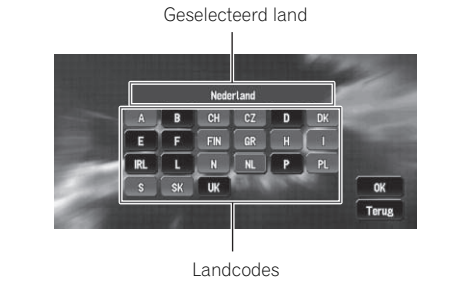 Geselecteerd land
Nederland
A B CH CZ D DK
E F FIN GR H I
IRL L N NL P PL
S SK UK
OK
Terug
Landcodes